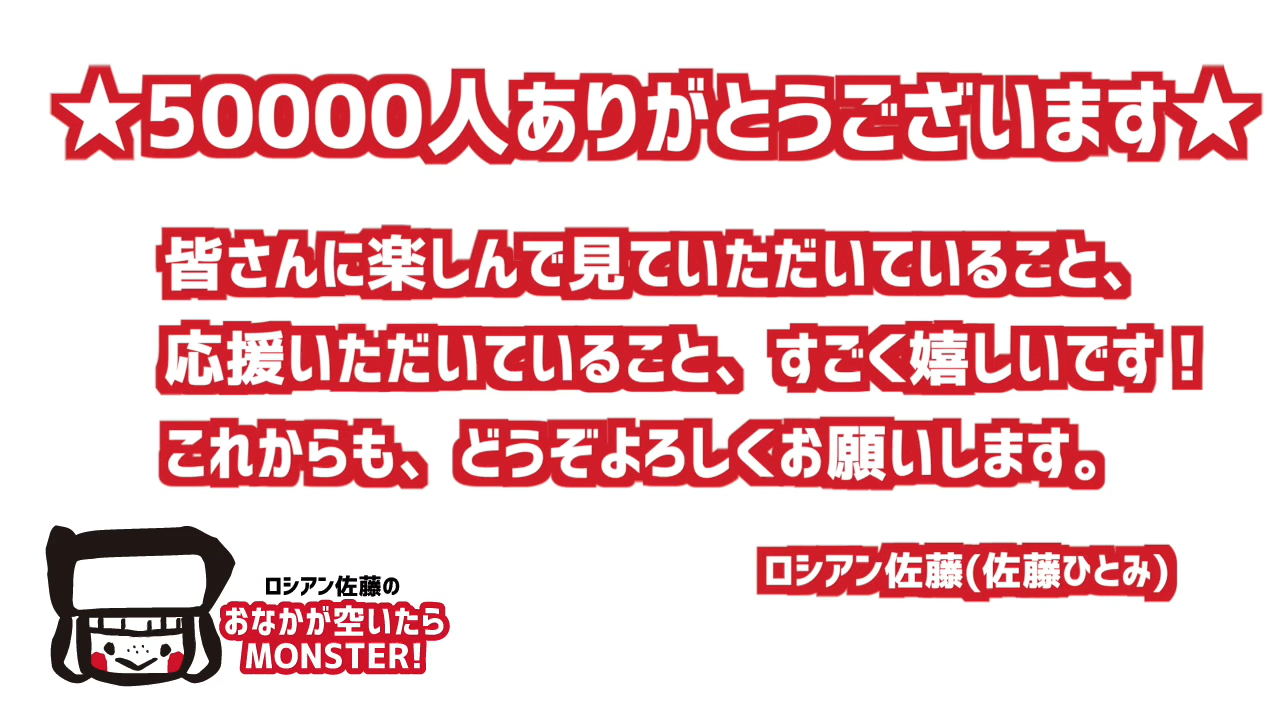 ★50000人ありがとうございます★
皆さんに楽しんで見ていただいていること、
応援いただいていること、すごく嬉しいです！
これからも、どうぞよろしくお願いします。
ロシアン佐藤(佐藤ひとみ)
ロシアン佐藤の
おなかが空いたら
MONSTER!